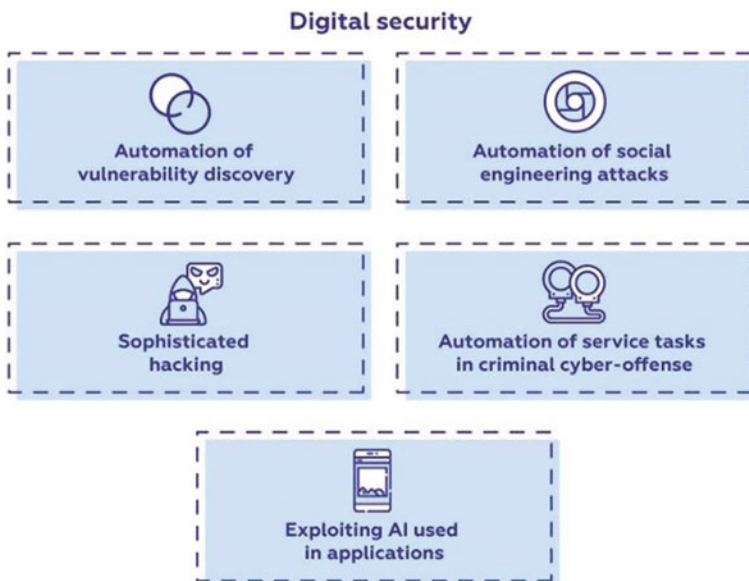 Digital security
Automation of
vulnerability discovery
Automation of social
engineering attacks
Sophisticated
hacking
Automation of service tasks
in criminal cyber-offense
Exploiting AI used
in applications